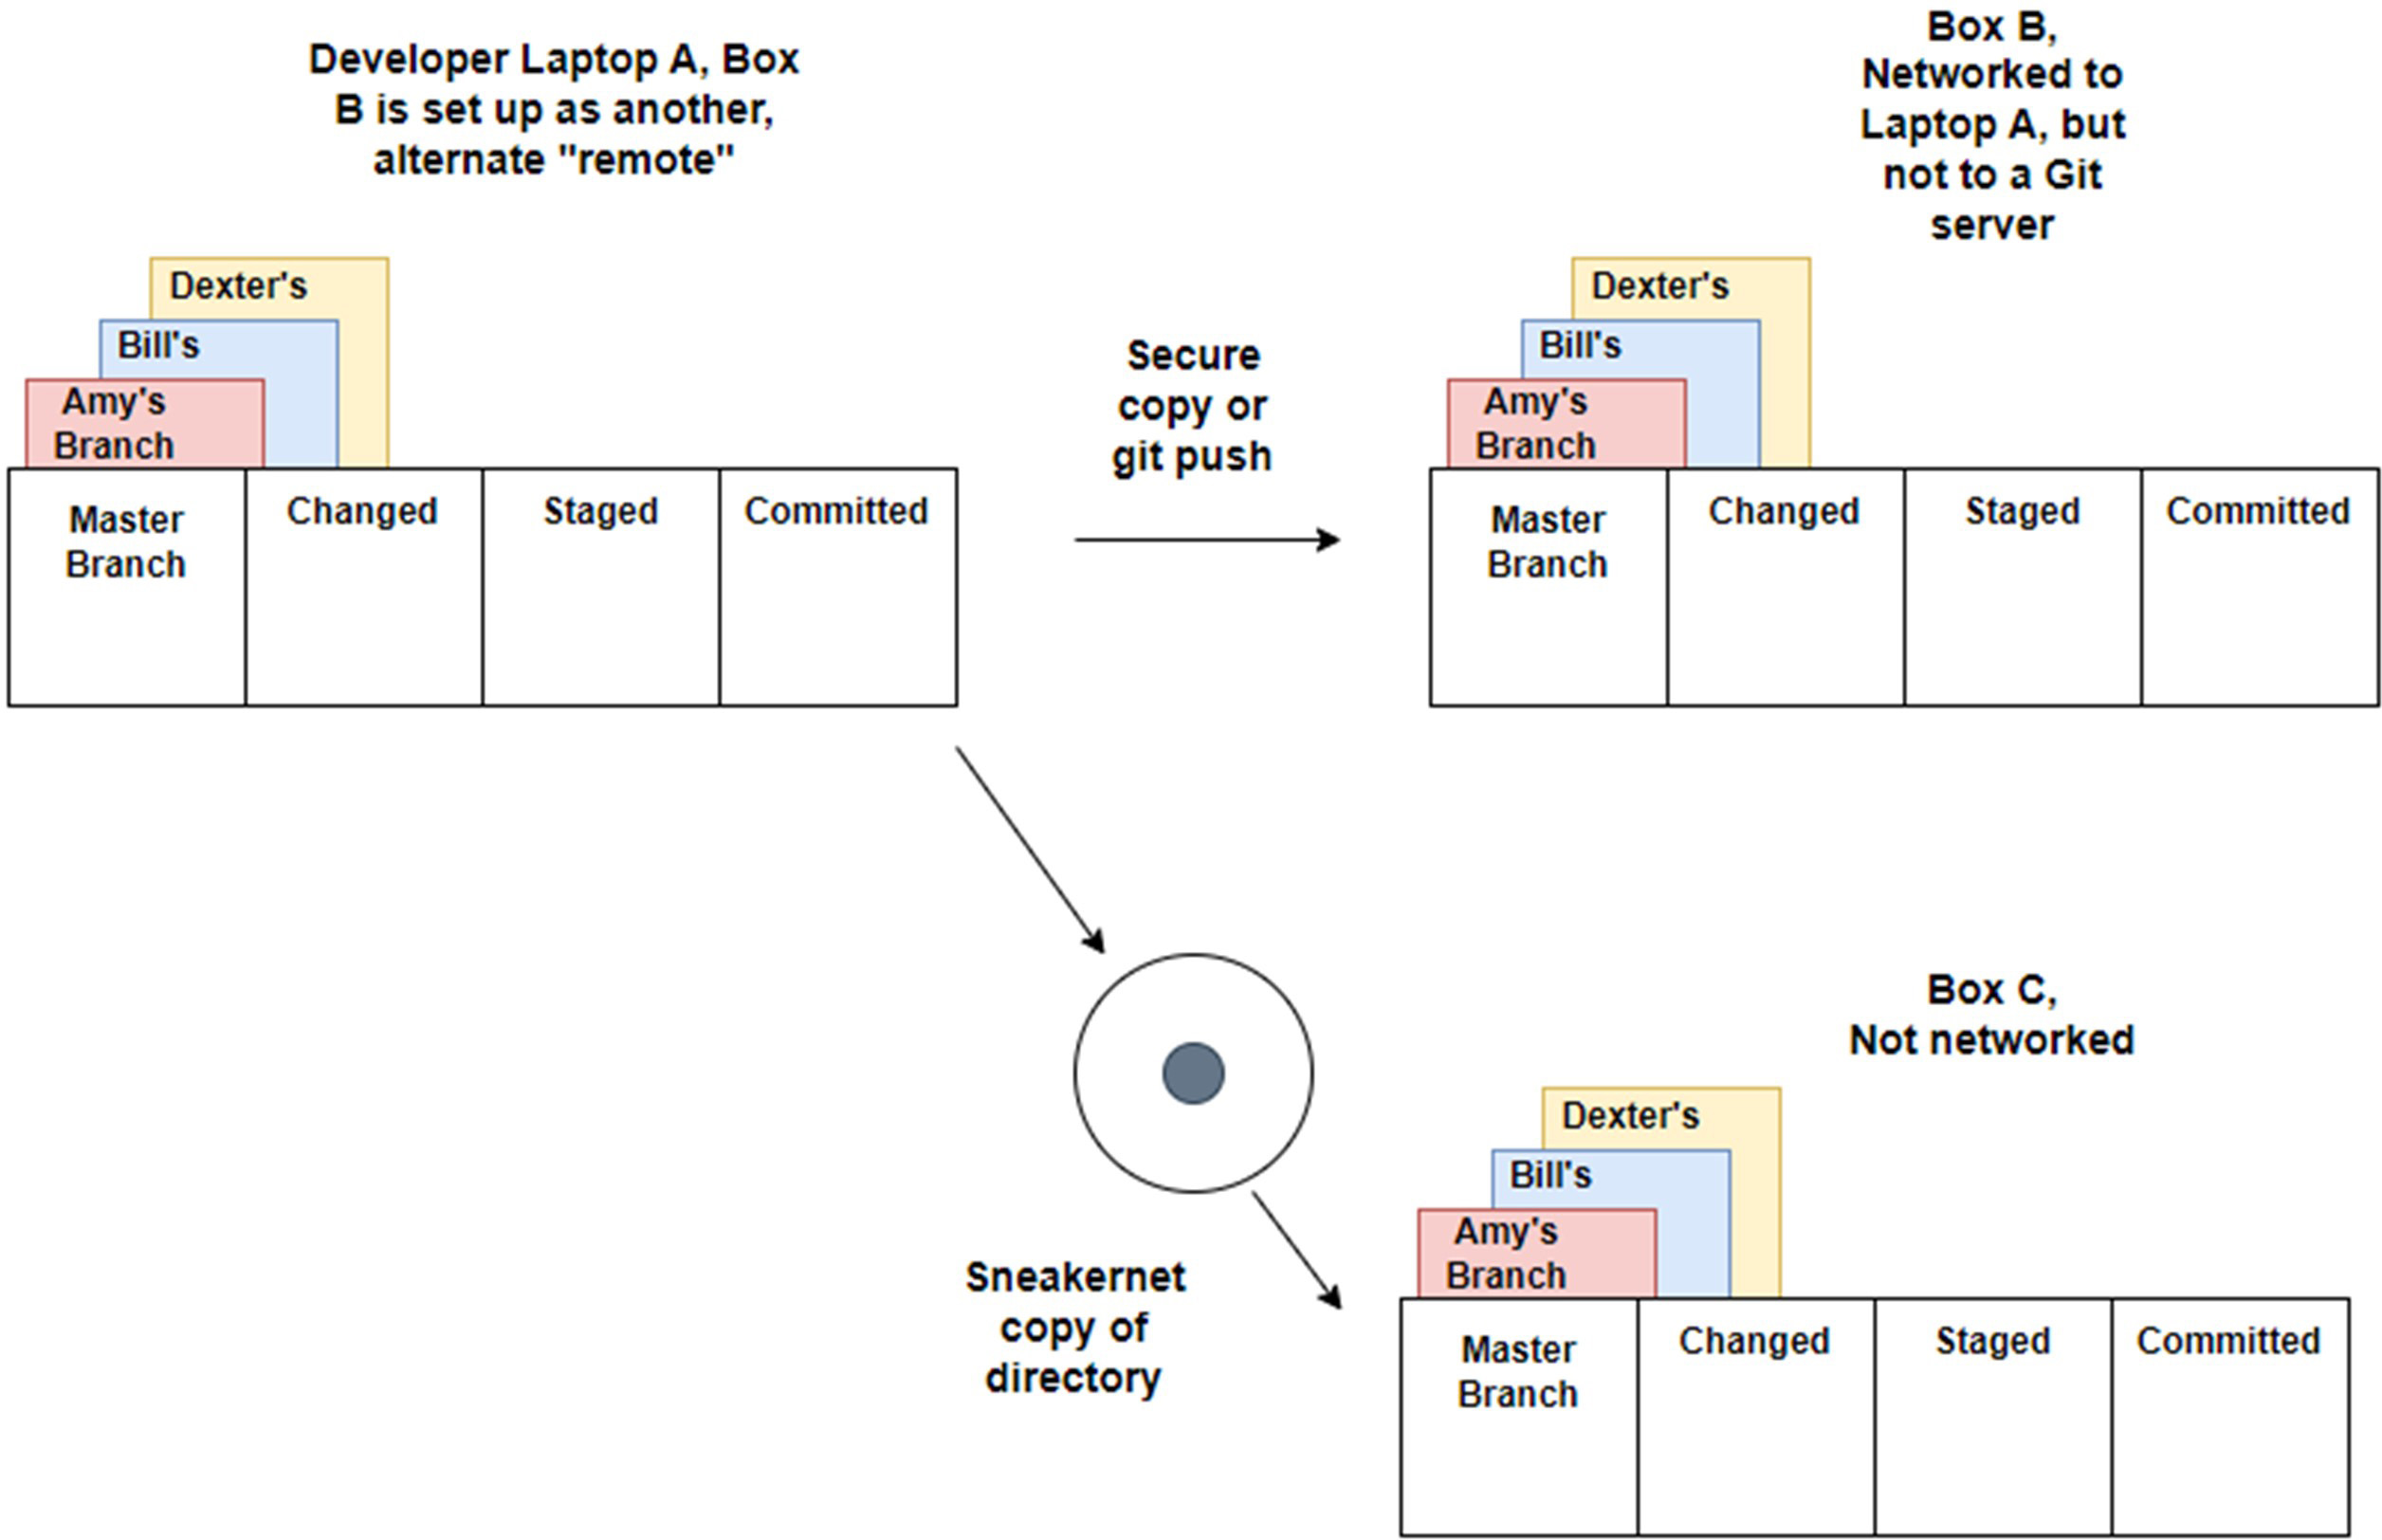 Developer Laptop A, Box
B is set up as another,
alternate "remote"
Dexter's
Bill's
Amy's
Branch
Master
Branch
Changed
Staged
Committed
Secure
copy or
git push
Box B,
Networked to
Laptop A, but
not to a Git
server
Dexter's
Bill's
Amy's
Branch
Master
Branch
Changed
Staged
Committed
Sneakernet
copy of
directory
Box C,
Not networked
Dexter's
Bill's
Amy's
Branch
Master
Branch
Changed
Staged
Committed